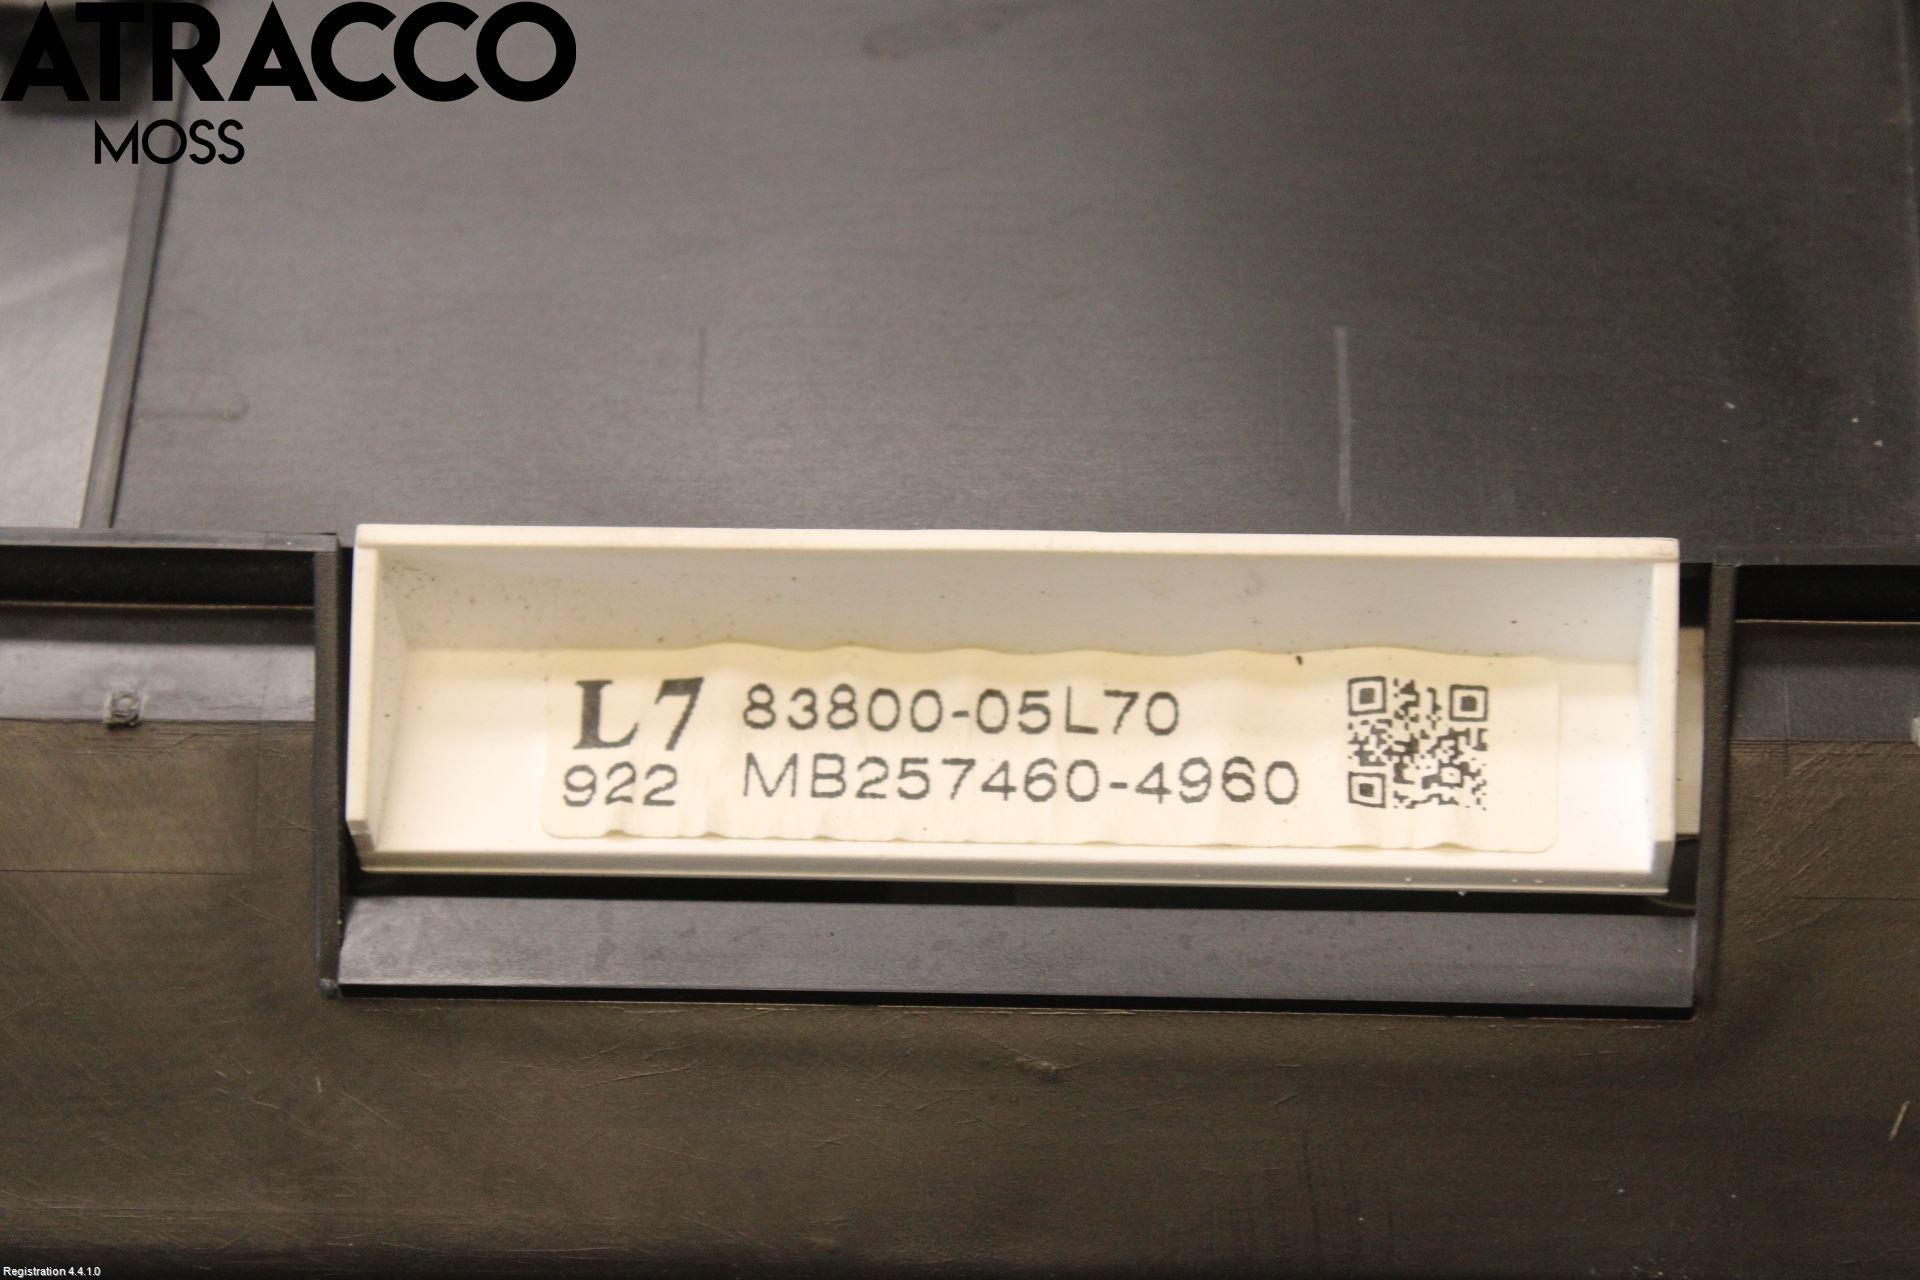 ATRACCO
MOSS
L7 83800-05L70
922 MB257460-4960
Registration 4.4.1.0